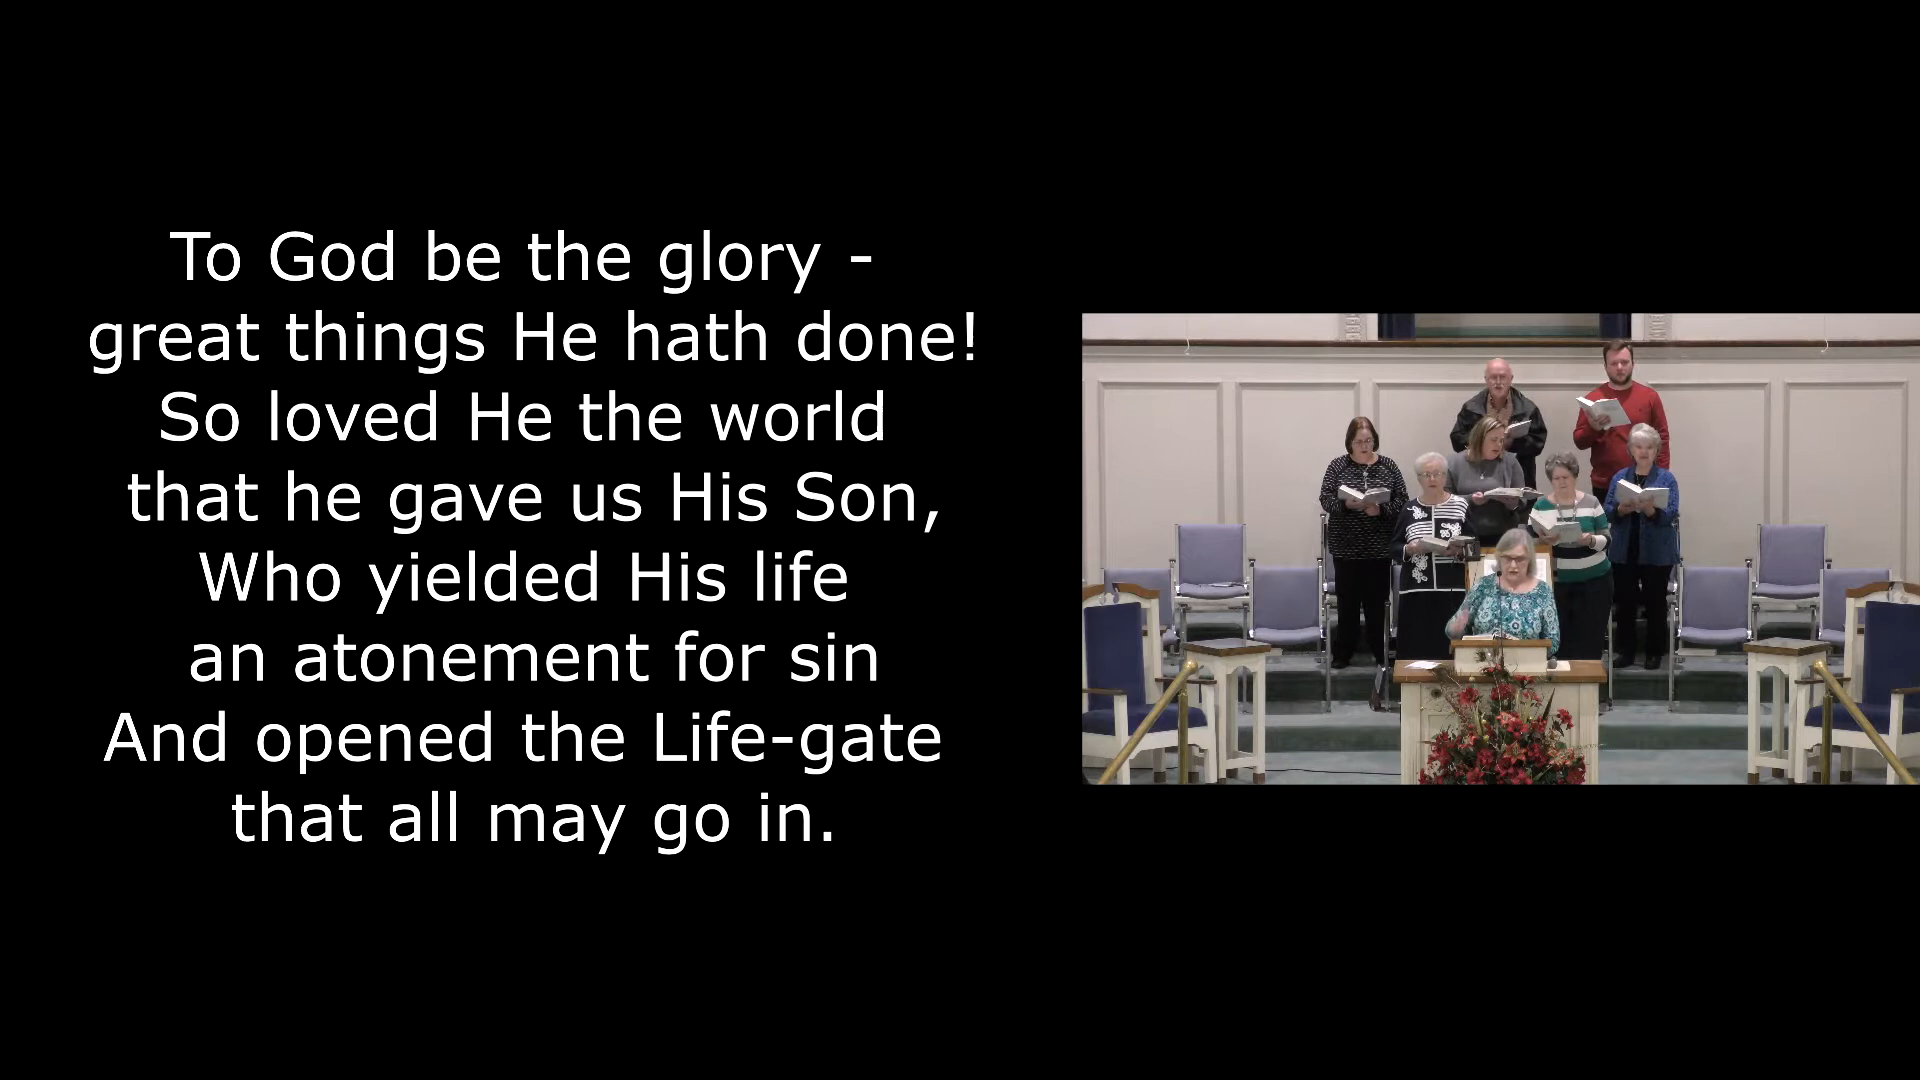 To God be the glory -
great things He hath done!
So loved He the world
that he gave us His Son,
Who yielded His life
an atonement for sin
And opened the Life-gate
that all may go in.